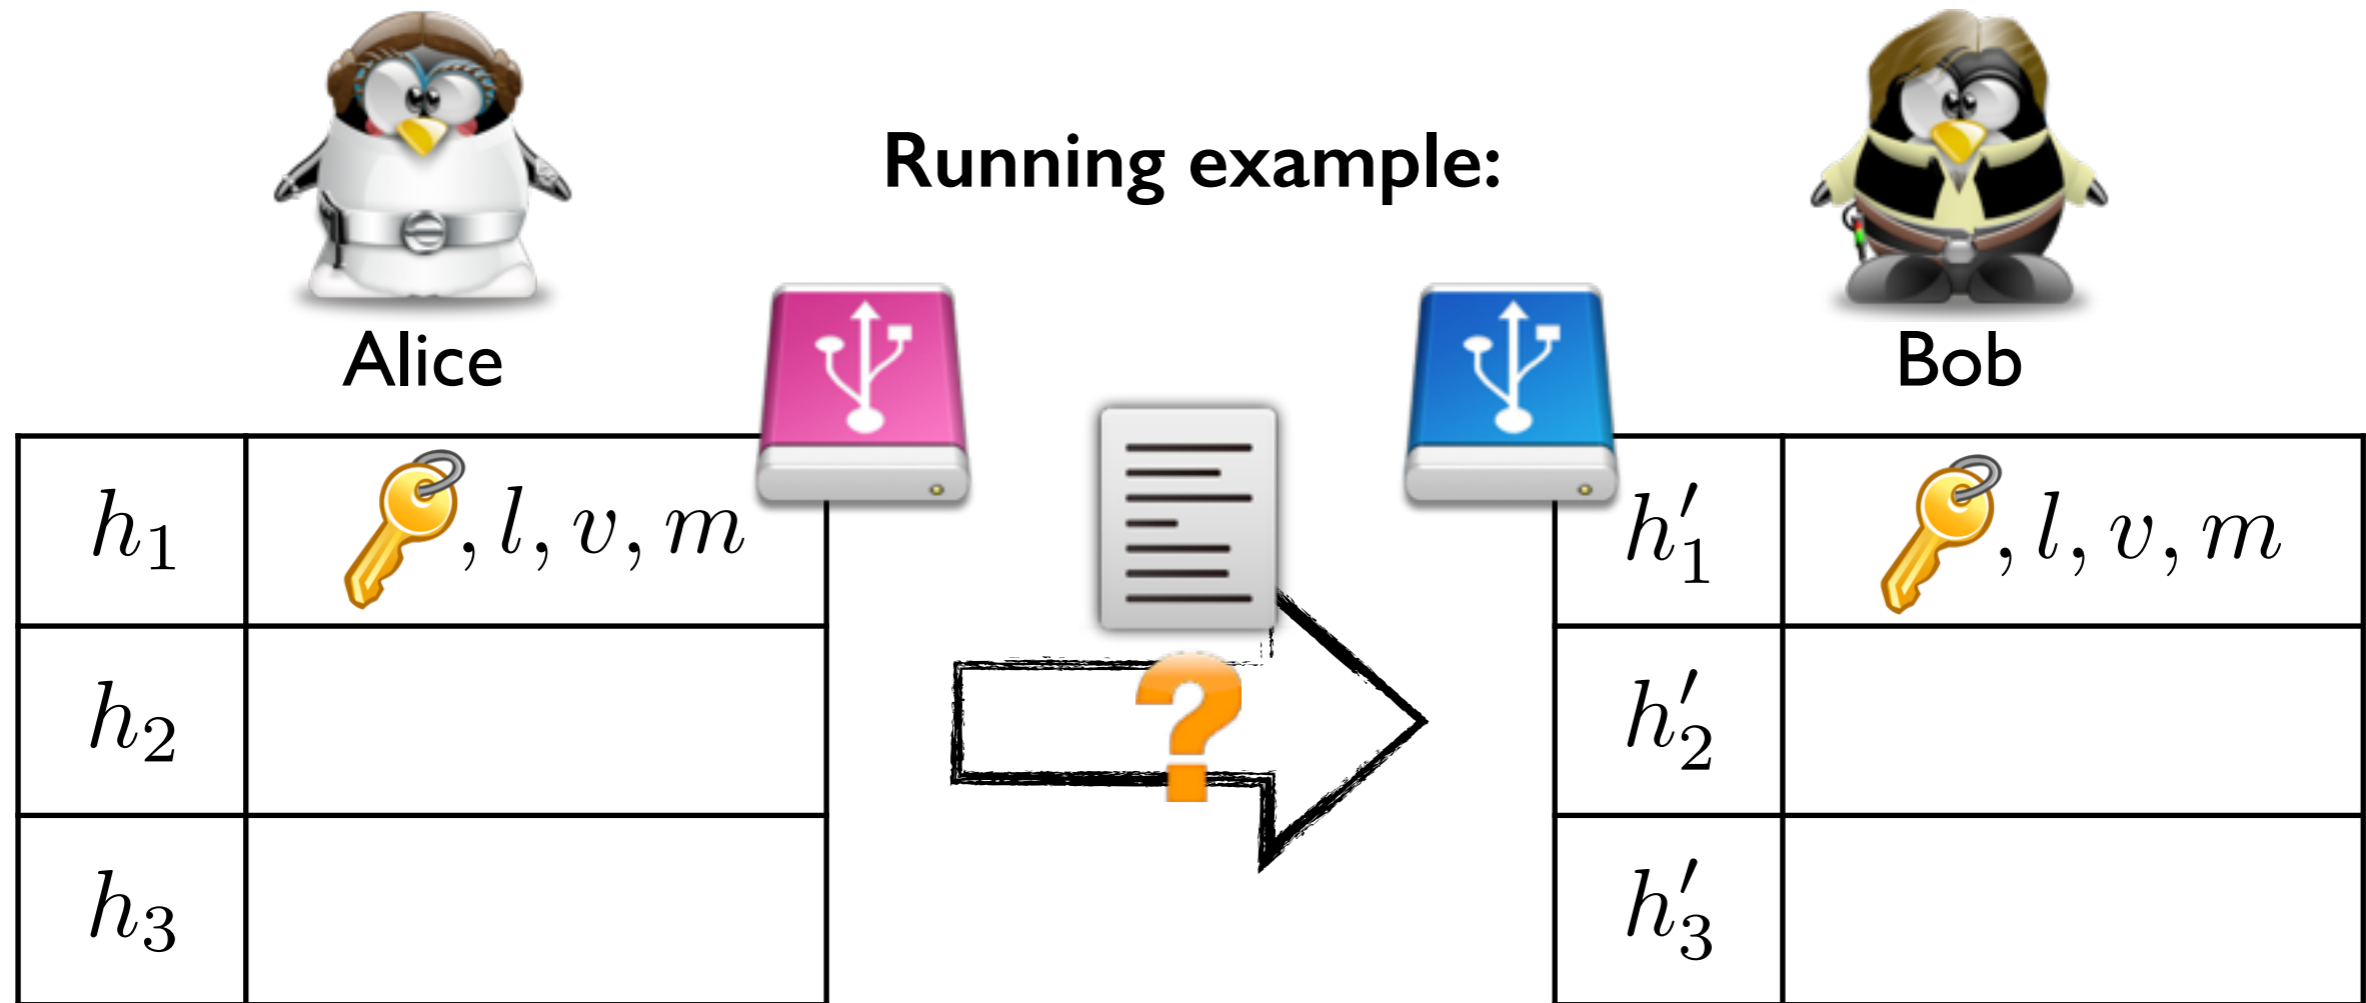 Running example:
Alice
Bob
h₁ , l, v, m
h₂
h₃
?
h′₁ , l, v, m
h′₂
h′₃